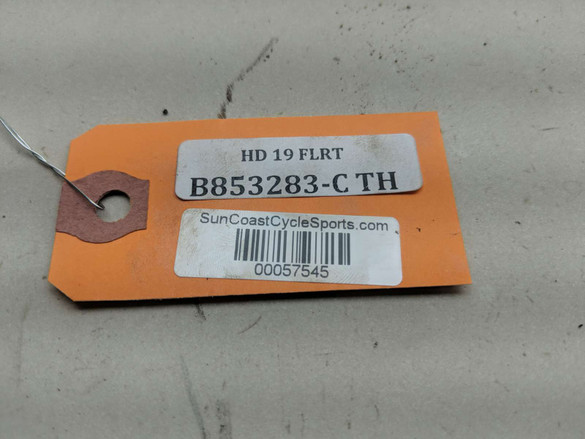 HD 19 FLRT
B853283-C TH
SunCoastCycleSports.com
00057545